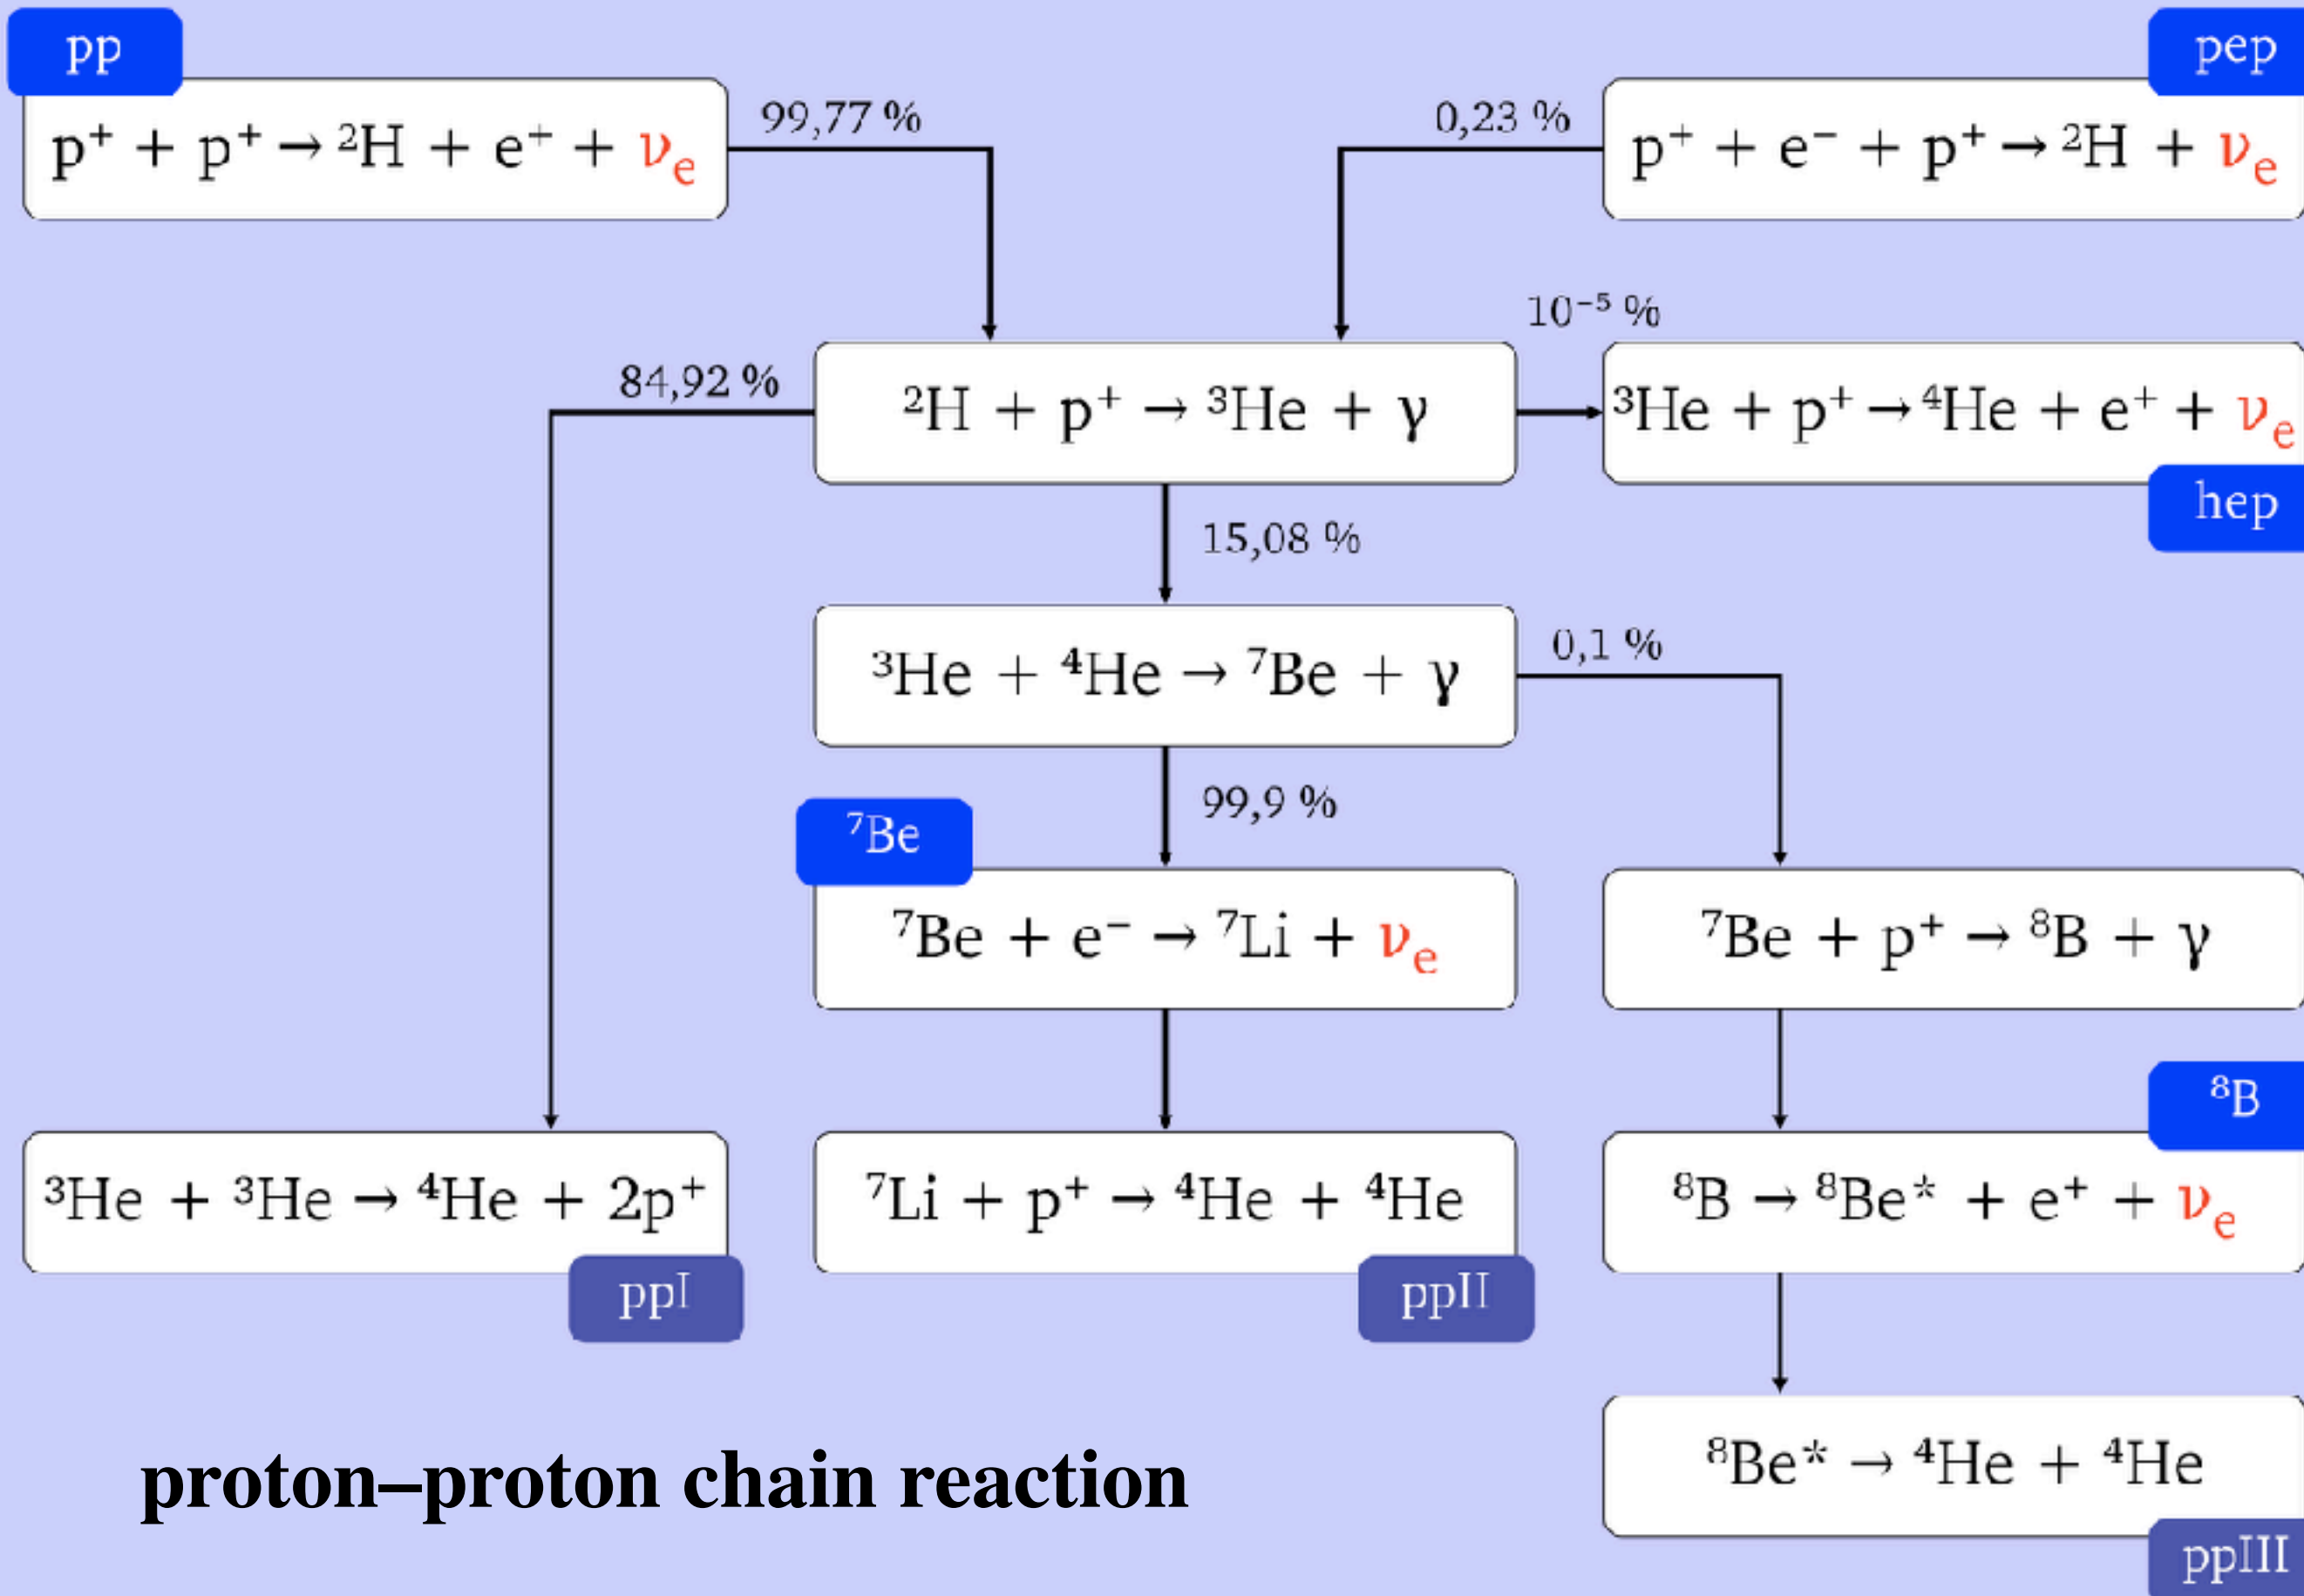 pp
pep
p⁺ + p⁺ → ²H + e⁺ + νₑ
99,77 %
0,23 %
p⁺ + e⁻ + p⁺ → ²H + νₑ
10⁻⁵ %
84,92 %
²H + p⁺ → ³He + γ
³He + p⁺ → ⁴He + e⁺ + νₑ
hep
15,08 %
³He + ⁴He → ⁷Be + γ
0,1 %
99,9 %
⁷Be
⁷Be + e⁻ → ⁷Li + νₑ
⁷Be + p⁺ → ⁸B + γ
⁸B
³He + ³He → ⁴He + 2p⁺
⁷Li + p⁺ → ⁴He + ⁴He
⁸B → ⁸Be* + e⁺ + νₑ
ppI
ppII
⁸Be* → ⁴He + ⁴He
proton–proton chain reaction
ppIII